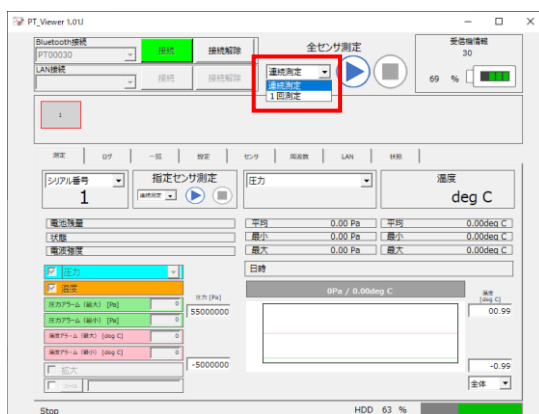 PT_Viewer 1.01J
Bluetooth接続
PT00030
接続
接続解除
LAN接続
接続
接続解除
全センサ測定
連続測定
連続測定
1回測定
受信機情報
30
69 %
1
測定 ログ 一括 設定 センサ 周波数 LAN 状態
シリアル番号
1
指定センサ測定
連続測定
圧力
温度
deg C
電池残量
状態
電波強度
平均 0.00 Pa 平均 0.00deg C
最小 0.00 Pa 最小 0.00deg C
最大 0.00 Pa 最大 0.00deg C
圧力
温度
圧力アラーム (最大) [Pa] 0
圧力アラーム (最小) [Pa] 0
温度アラーム (最大) [deg C] 0
温度アラーム (最小) [deg C] 0
拡大
日時
圧力 [Pa]
55000000
-5000000
0Pa / 0.00deg C
温度
[deg C]
00.99
-0.99
全体
Stop
HDD 63 %